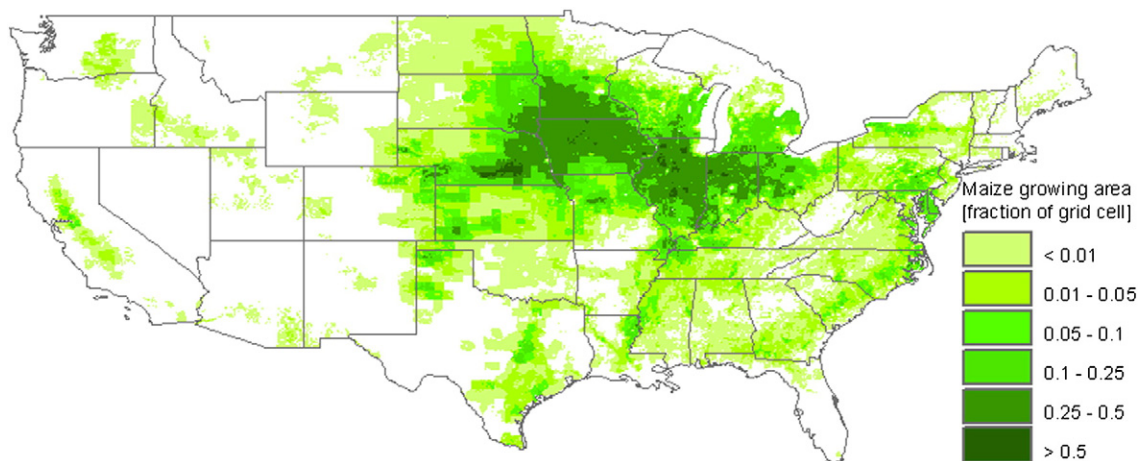 Maize growing area
[fraction of grid cell]
< 0.01
0.01 - 0.05
0.05 - 0.1
0.1 - 0.25
0.25 - 0.5
> 0.5